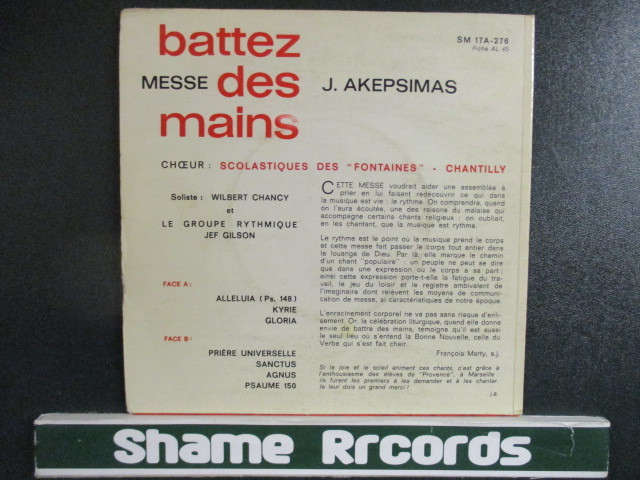 battez
MESSE des J. AKEPSIMAS
mains
SM 17A-276
Fiche AL 45
CHŒUR : SCOLASTIQUES DES "FONTAINES" - CHANTILLY
Soliste : WILBERT CHANCY
et
LE GROUPE RYTHMIQUE
JEF GILSON
FACE A :
ALLELUIA (Ps. 148)
KYRIE
GLORIA
FACE B :
PRIÈRE UNIVERSELLE
SANCTUS
AGNUS
PSAUME 150
CETTE MESSE voudrait aider une assemblée à
prier en lui faisant redécouvrir ce qui dans
la musique est vie : le rythme. On comprendra, quand
on l'aura écoutée, une des raisons du malaise qui
accompagne certains chants religieux : on oubliait,
en les chantant, que la musique est rythme.
Le rythme est le point où la musique prend le corps
et cette messe fait passer le corps tout entier dans
la louange de Dieu. Par là, elle marque le chemin
d'un chant "populaire" : un peuple ne peut se dire
que dans une expression où le corps a sa part ;
ainsi cette expression porte-t-elle la fatigue du tra-
vail, le jeu du loisir et le registre ambivalent de
l'imaginaire dont relèvent les moyens de communi-
cation de messe, si caractéristiques de notre époque.
L'enracinement corporel ne va pas sans risque d'enli-
sement. Or, la célébration liturgique, quand elle donne
envie de battre des mains, témoigne qu'il est aussi
le seul lieu où s'entend la Bonne Nouvelle, celle du
Verbe qui s'est fait chair.
François Marty, s.j.
Si la joie et le soleil animent ces chants, c'est grâce à
l'enthousiasme des élèves de "Provence", à Marseille :
ils furent les premiers à les demander et à les chanter.
Je leur dois un grand merci !
j.a.
Shame Rrcords